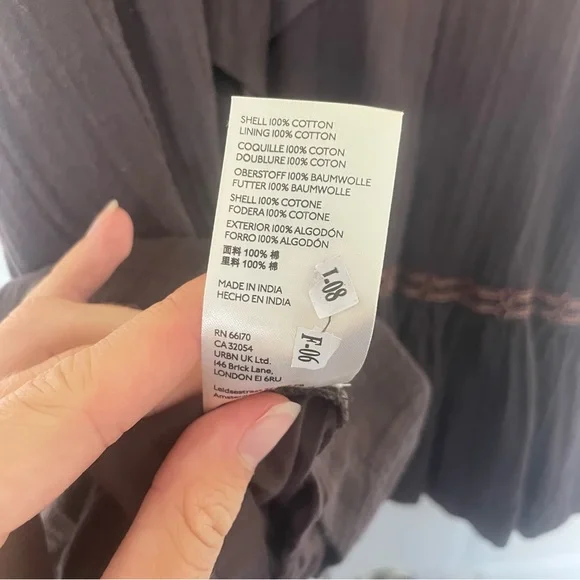 SHELL 100% COTTON
LINING 100% COTTON
COQUILLE 100% COTON
DOUBLURE 100% COTON
OBERSTOFF 100% BAUMWOLLE
FUTTER 100% BAUMWOLLE
SHELL 100% COTONE
FODERA 100% COTONE
EXTERIOR 100% ALGODÓN
FORRO 100% ALGODÓN
面料 100% 棉
里料 100% 棉
MADE IN INDIA
HECHO EN INDIA
I-08
F-06
RN 66170
CA 32054
URBN UK Ltd.
146 Brick Lane,
LONDON E1 6RU